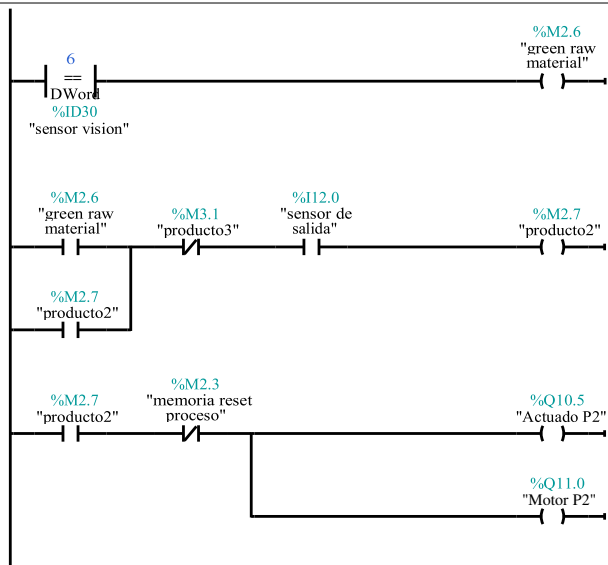 6
==
DWord
%ID30
"sensor vision"
%M2.6
"green raw
material"
%M2.6
"green raw
material"
%M3.1
"producto3"
%I12.0
"sensor de
salida"
%M2.7
"producto2"
%M2.7
"producto2"
%M2.7
"producto2"
%M2.3
"memoria reset
proceso"
%Q10.5
"Actuado P2"
%Q11.0
"Motor P2"